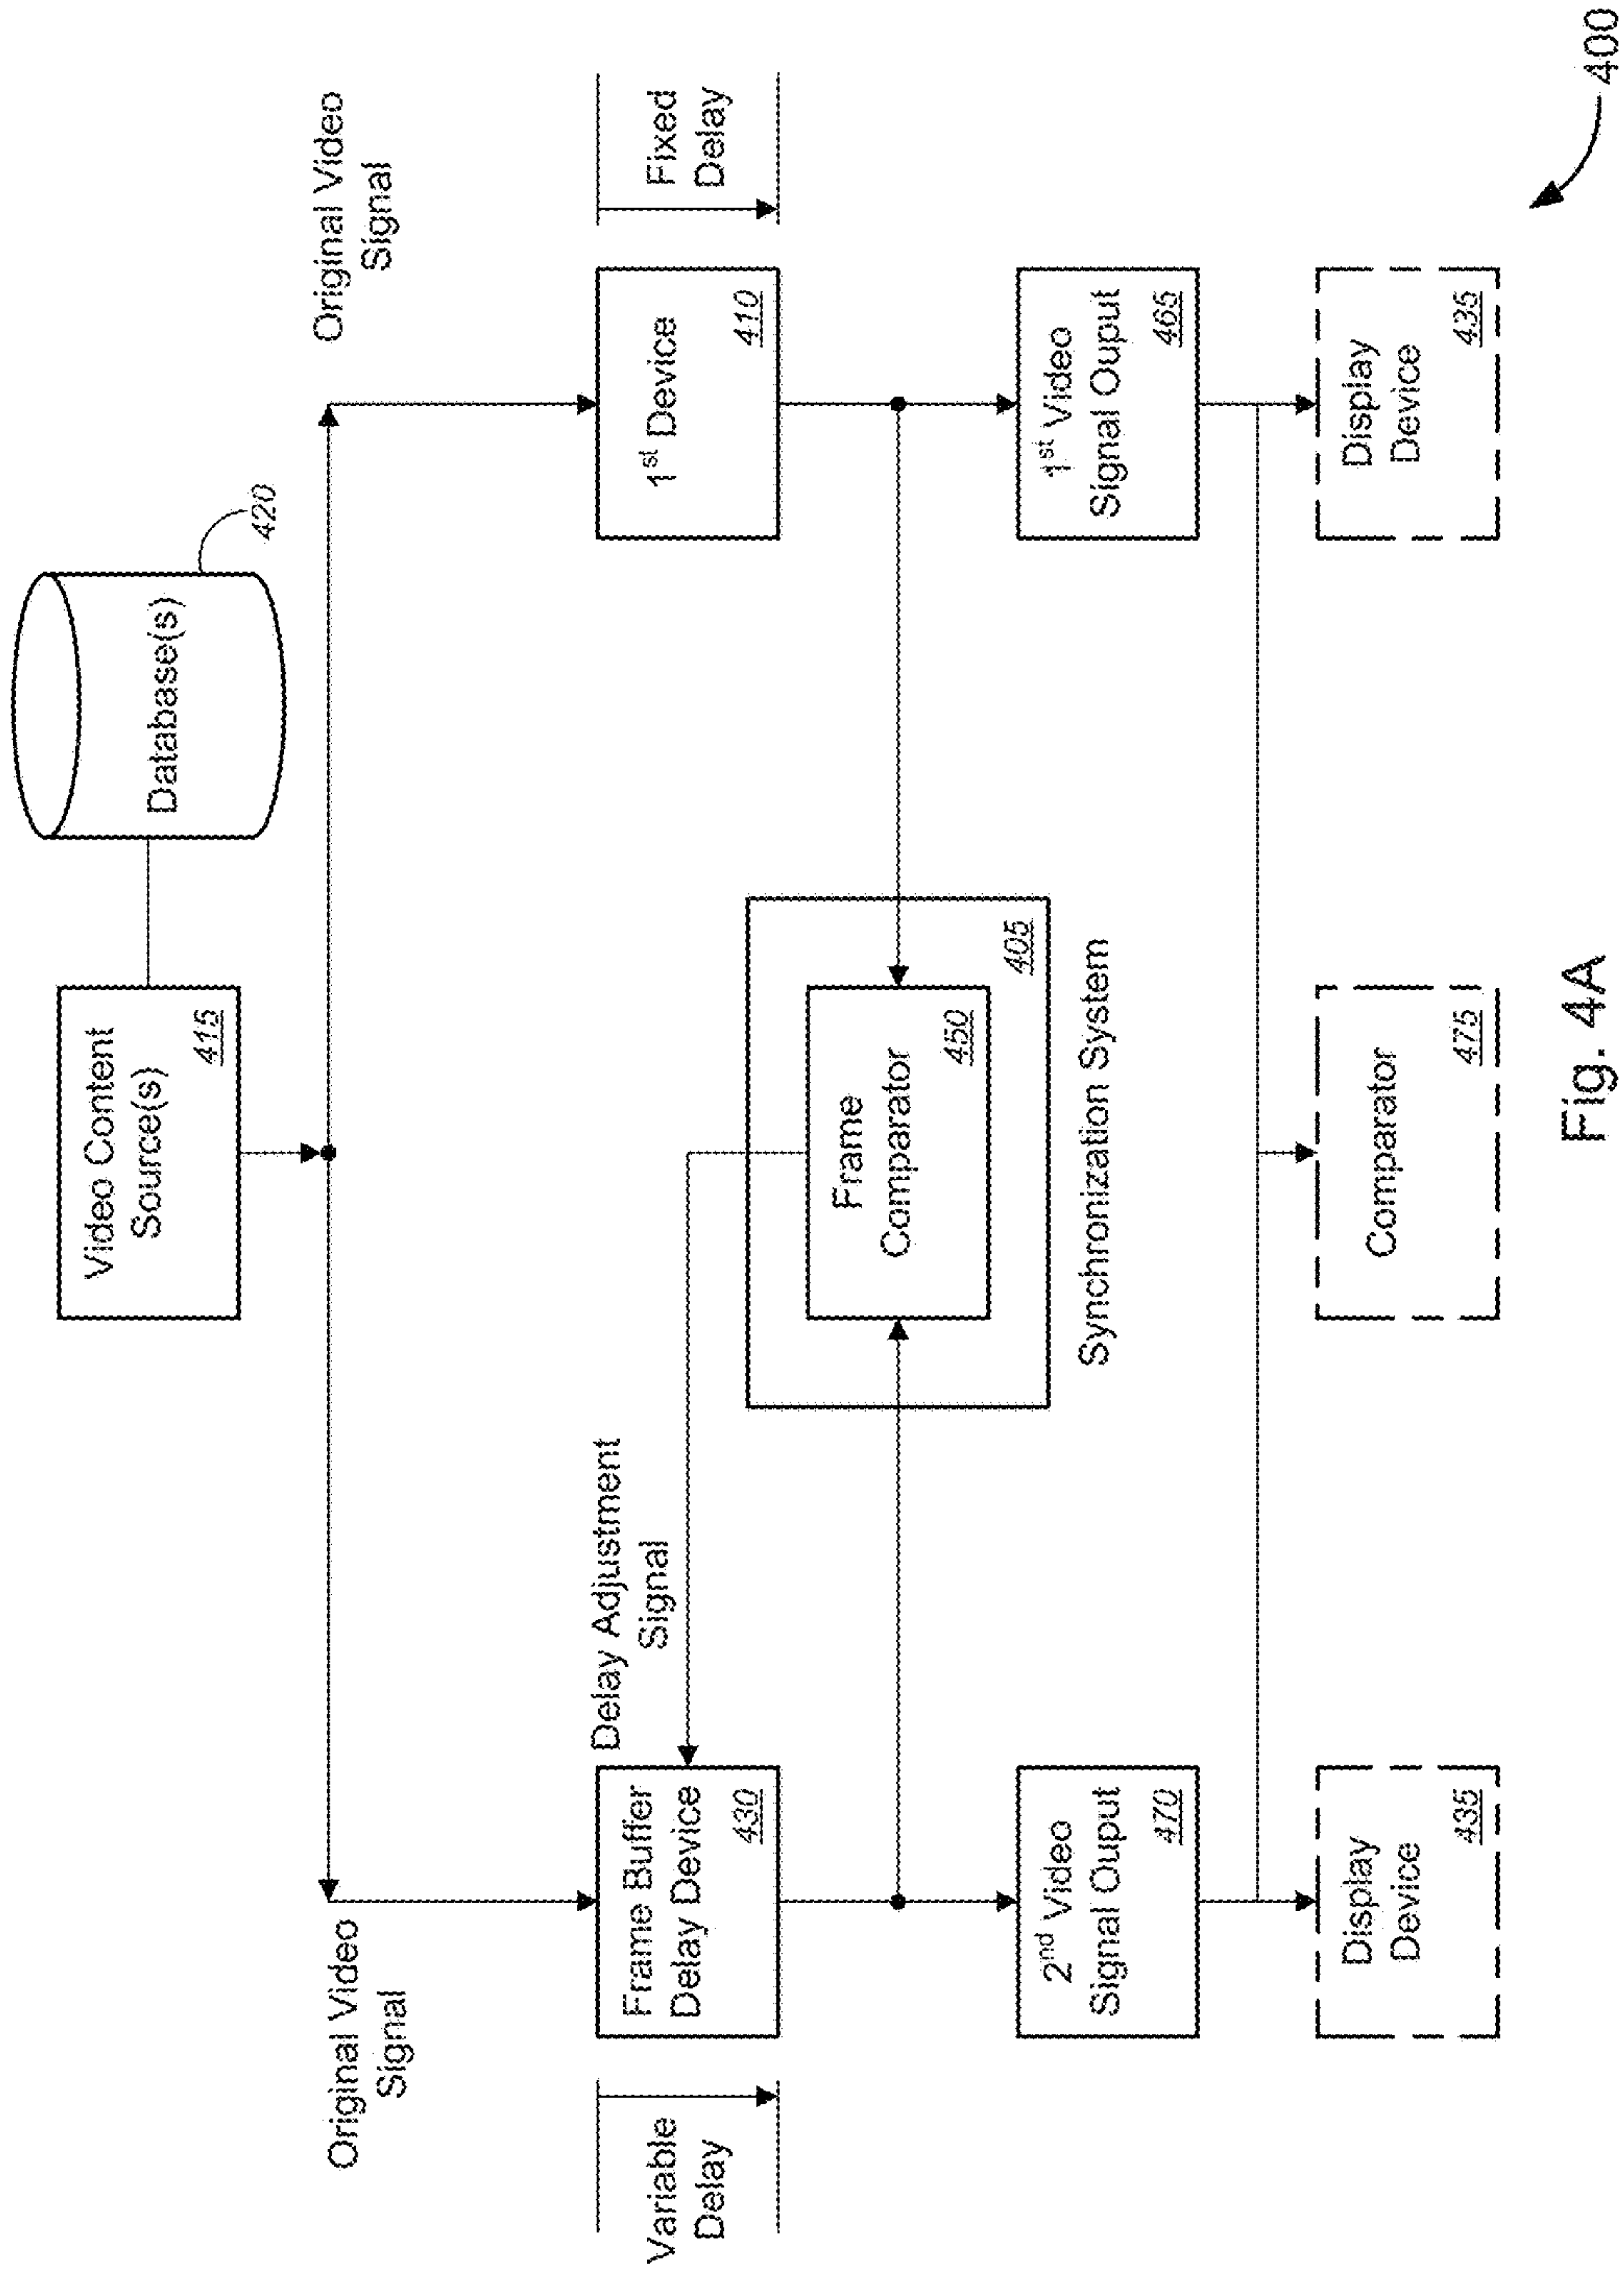 Video Content
Source(s)
415
Database(s)
420
Original Video
Signal
Original Video
Signal
Variable
Delay
Frame Buffer
Delay Device
430
Delay Adjustment
Signal
1st Device
410
Fixed
Delay
Frame
Comparator
450
405
Synchronization System
2nd Video
Signal Ouput
470
1st Video
Signal Ouput
465
Display
Device
435
Comparator
475
Display
Device
435
400
Fig. 4A